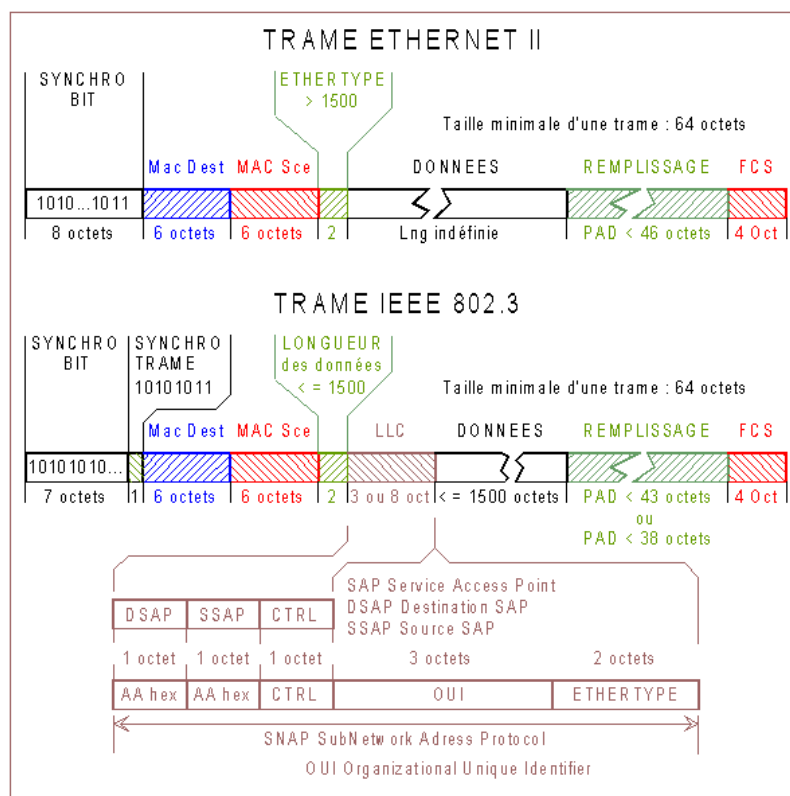 TRAME ETHERNET II
SYNCHRO
BIT
ETHERTYPE
> 1500
Taille minimale d'une trame : 64 octets
Mac Dest MAC Sce DONNEES REMPLISSAGE FCS
1010...1011
8 octets 6 octets 6 octets 2 Lng indéfinie PAD < 46 octets 4 Oct
TRAME IEEE 802.3
SYNCHRO
BIT
SYNCHRO
TRAME
10101011
LONGUEUR
des données
< = 1500
Taille minimale d'une trame : 64 octets
Mac Dest MAC Sce LLC DONNEES REMPLISSAGE FCS
10101010...
7 octets 1 6 octets 6 octets 2 3 ou 8 oct < = 1500 octets PAD < 43 octets 4 Oct
ou
PAD < 38 octets
SAP Service Access Point
DSAP Destination SAP
SSAP Source SAP
DSAP SSAP CTRL
1 octet 1 octet 1 octet 3 octets 2 octets
AA hex AA hex CTRL OUI ETHERTYPE
SNAP SubNetwork Adress Protocol
OUI Organizational Unique Identifier